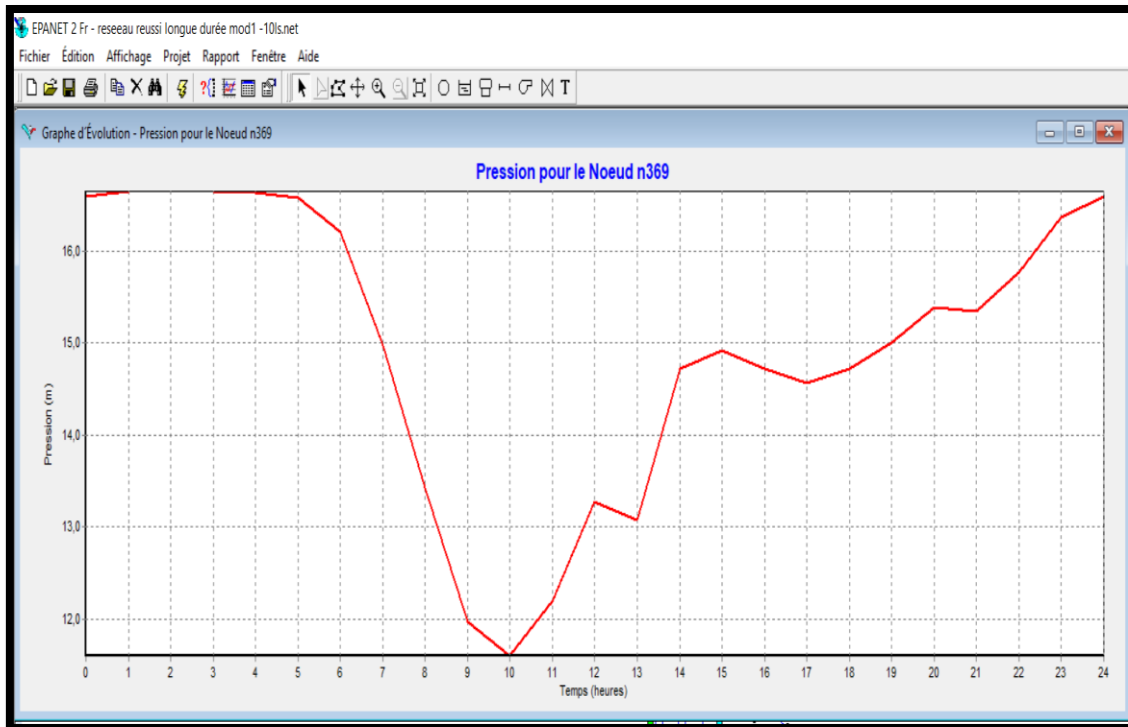 EPANET 2 Fr - reseeau reussi longue durée mod1 -10ls.net
Fichier Édition Affichage Projet Rapport Fenêtre Aide
T
Graphe d'Évolution - Pression pour le Noeud n369
Pression pour le Noeud n369
16,0
15,0
14,0
13,0
12,0
Pression (m)
0 1 2 3 4 5 6 7 8 9 10 11 12 13 14 15 16 17 18 19 20 21 22 23 24
Temps (heures)